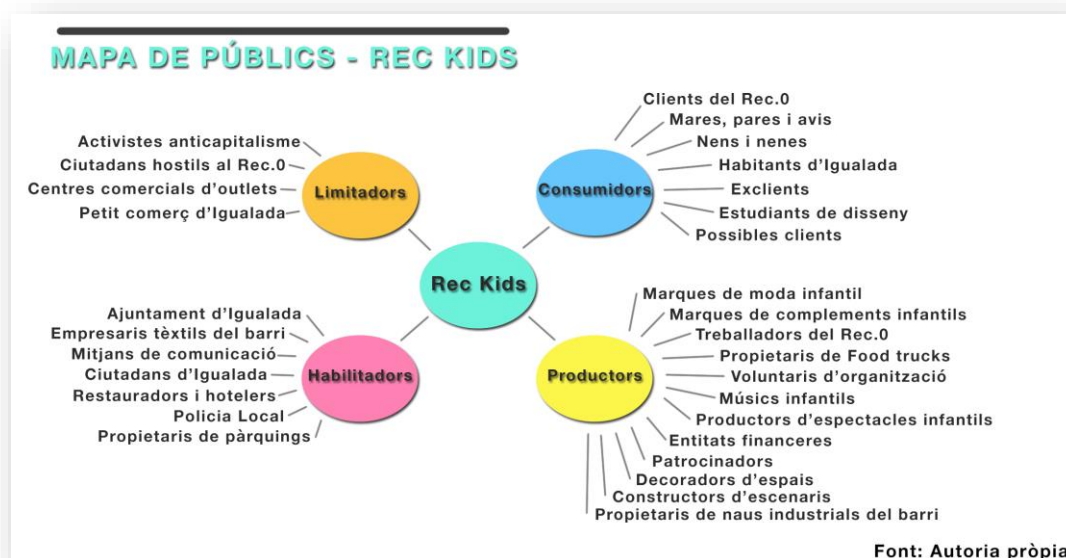 MAPA DE PÚBLICS - REC KIDS
Activistes anticapitalisme
Ciutadans hostils al Rec.0
Centres comercials d'outlets
Petit comerç d'Igualada
Limitadors
Clients del Rec.0
Mares, pares i avis
Nens i nenes
Habitants d'Igualada
Exclients
Estudiants de disseny
Possibles clients
Consumidors
Rec Kids
Ajuntament d'Igualada
Empresaris tèxtils del barri
Mitjans de comunicació
Ciutadans d'Igualada
Restauradors i hotelers
Policia Local
Propietaris de pàrquings
Habilitadors
Marques de moda infantil
Marques de complements infantils
Treballadors del Rec.0
Propietaris de Food trucks
Voluntaris d'organització
Músics infantils
Productors d'espectacles infantils
Entitats financeres
Patrocinadors
Decoradors d'espais
Constructors d'escenaris
Propietaris de naus industrials del barri
Productors
Font: Autoria pròpia